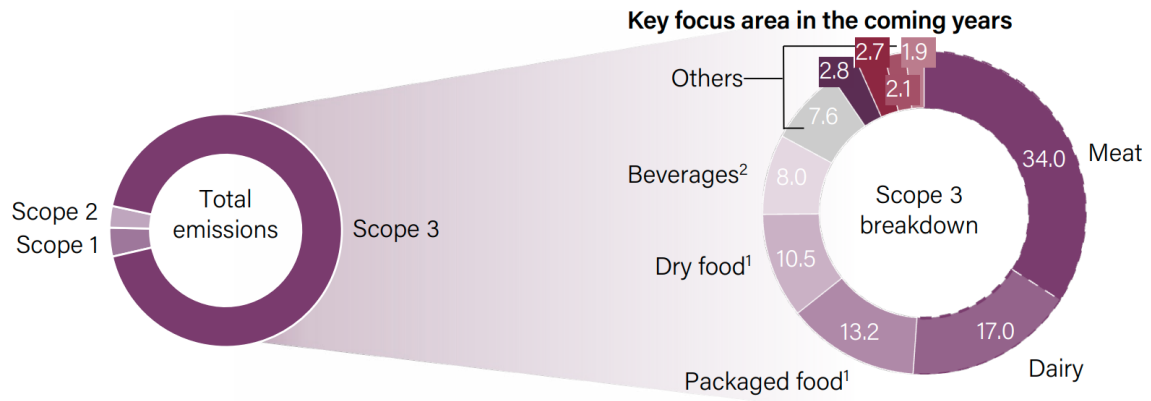 Key focus area in the coming years
Others
2.7
1.9
2.8
2.1
7.6
Beverages²
8.0
34.0
Meat
Scope 3
breakdown
Dry food¹
10.5
13.2
17.0
Dairy
Packaged food¹
Total
emissions
Scope 2
Scope 1
Scope 3